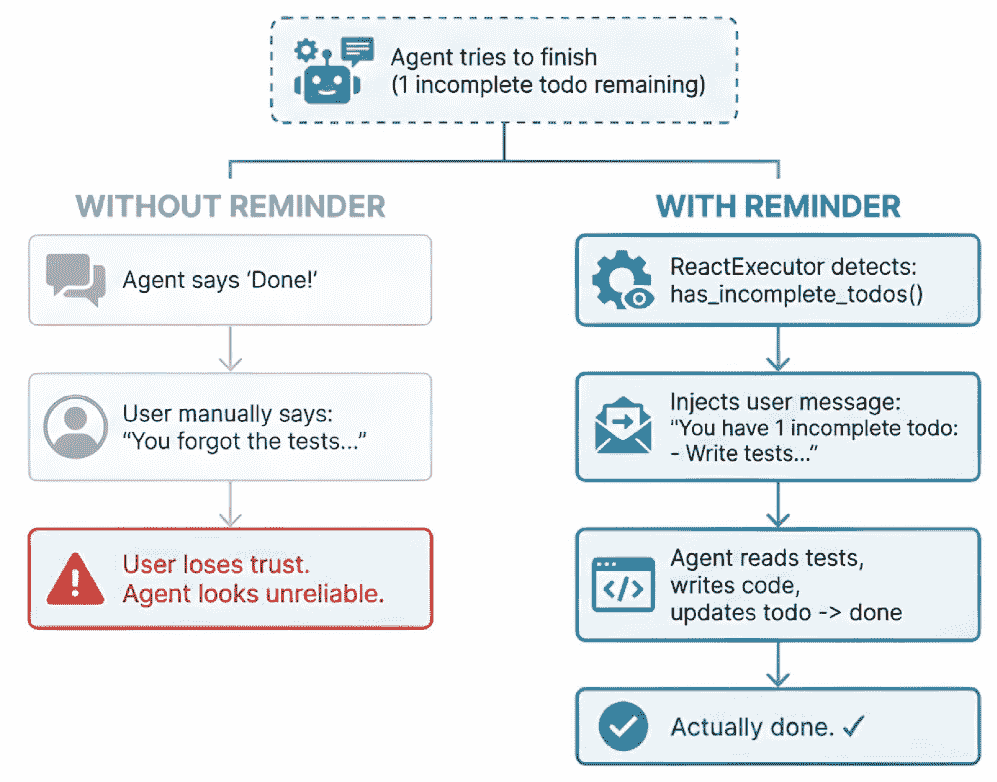 Agent tries to finish
(1 incomplete todo remaining)
WITHOUT REMINDER
Agent says ‘Done!’
User manually says:
“You forgot the tests...”
User loses trust.
Agent looks unreliable.
WITH REMINDER
ReactExecutor detects:
has_incomplete_todos()
Injects user message:
“You have 1 incomplete todo:
- Write tests...”
</>
Agent reads tests,
writes code,
updates todo -> done
Actually done. ✓